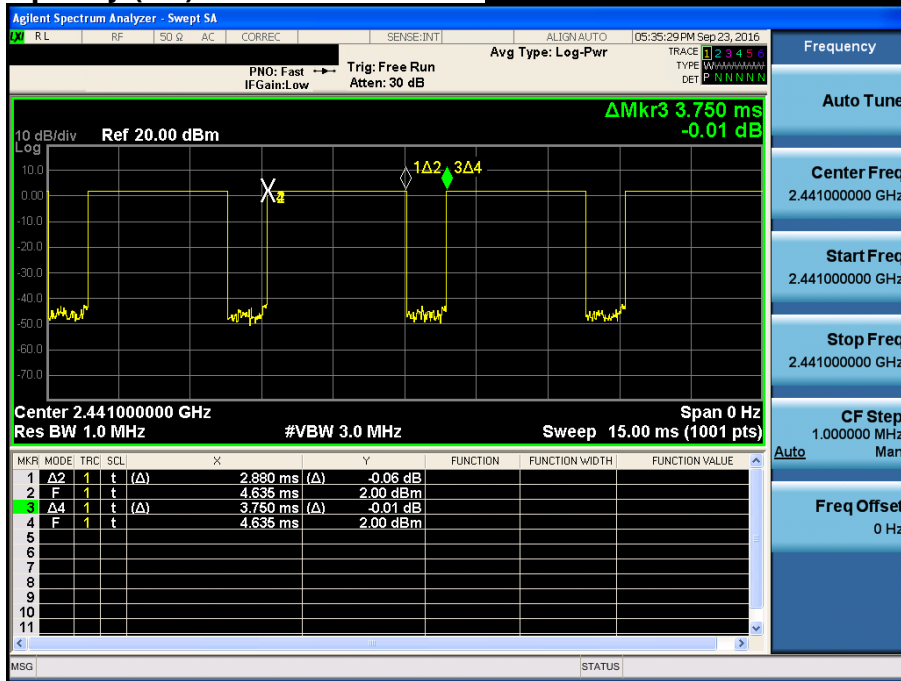 Agilent Spectrum Analyzer - Swept SA
LXI RL RF 50 Ω AC CORREC SENSE:INT ALIGN AUTO 05:35:29 PM Sep 23, 2016
Frequency
Avg Type: Log-Pwr TRACE 1 2 3 4 5 6
PNO: Fast Trig: Free Run TYPE
IFGain:Low Atten: 30 dB DET P N N N N N
Auto Tune
ΔMkr3 3.750 ms
-0.01 dB
10 dB/div Ref 20.00 dBm
Log
10.0
0.00
-10.0
-20.0
-30.0
-40.0
-50.0
-60.0
-70.0
1Δ2 3Δ4
Center Freq
2.441000000 GHz
Start Freq
2.441000000 GHz
Stop Freq
2.441000000 GHz
Center 2.441000000 GHz Span 0 Hz
Res BW 1.0 MHz #VBW 3.0 MHz Sweep 15.00 ms (1001 pts)
CF Step
1.000000 MHz
Auto Man
MKR MODE TRC SCL X Y FUNCTION FUNCTION WIDTH FUNCTION VALUE
1 Δ2 1 t (Δ) 2.880 ms (Δ) -0.06 dB
2 F 1 t 4.635 ms 2.00 dBm
3 Δ4 1 t (Δ) 3.750 ms (Δ) -0.01 dB
4 F 1 t 4.635 ms 2.00 dBm
5
6
7
8
9
10
11
Freq Offset
0 Hz
MSG STATUS